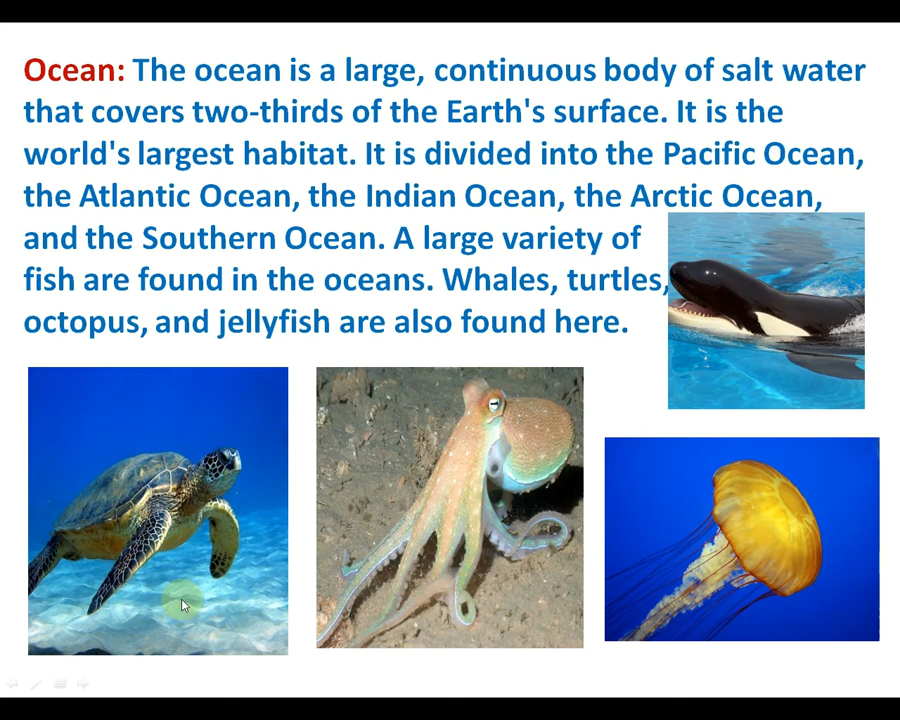 Ocean: The ocean is a large, continuous body of salt water
that covers two-thirds of the Earth's surface. It is the
world's largest habitat. It is divided into the Pacific Ocean,
the Atlantic Ocean, the Indian Ocean, the Arctic Ocean,
and the Southern Ocean. A large variety of
fish are found in the oceans. Whales, turtles,
octopus, and jellyfish are also found here.